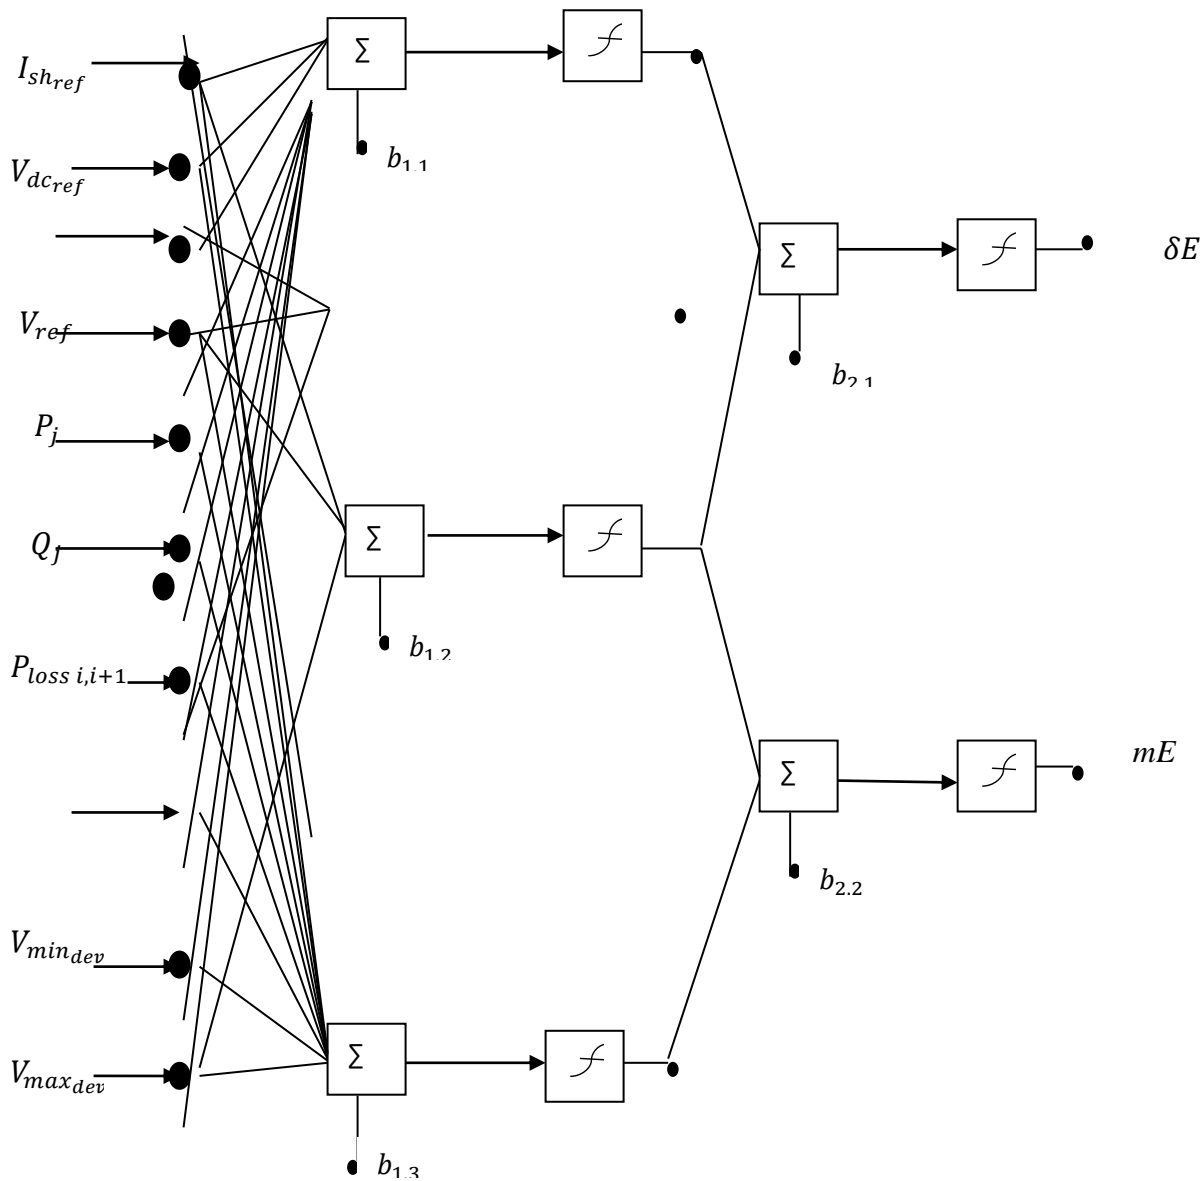 I_{sh_{ref}}
Σ
b_{1.1}
V_{dc_{ref}}
Σ
δE
V_{ref}
b_{2.1}
P_j
Q_j
Σ
b_{1.2}
P_{loss i,i+1}
Σ
mE
b_{2.2}
V_{min_{dev}}
Σ
V_{max_{dev}}
b_{1.3}